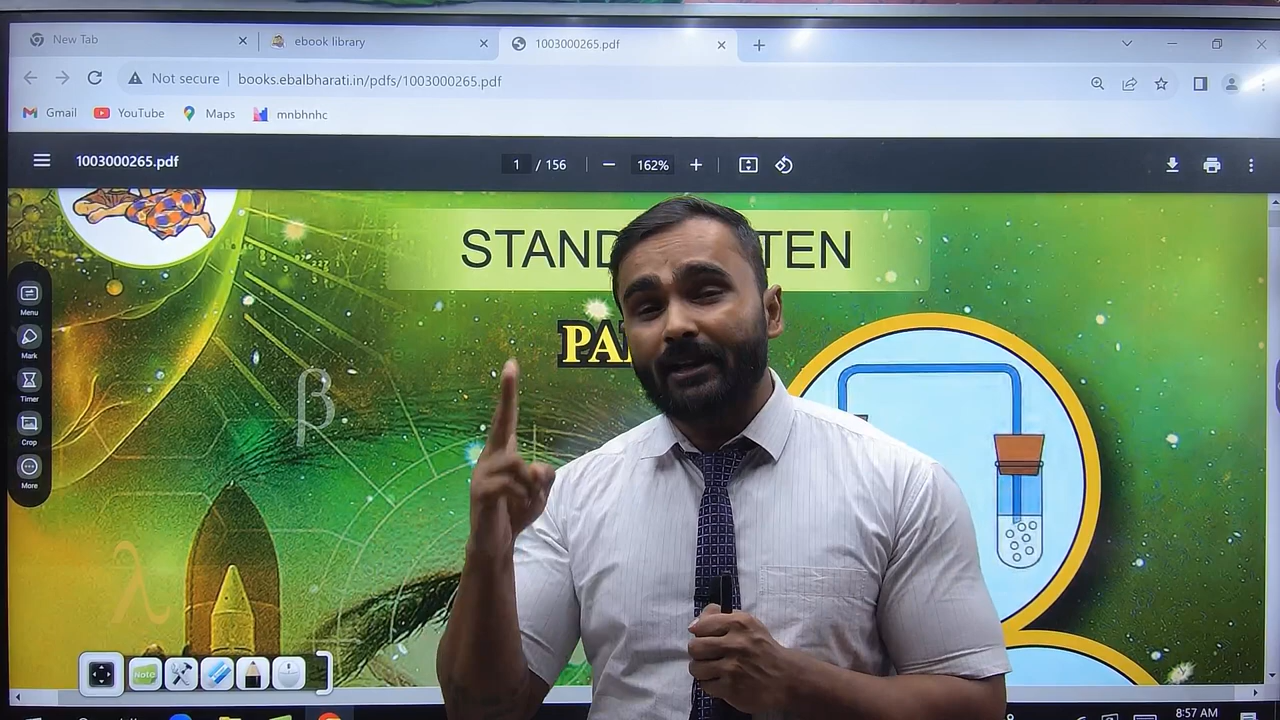 New Tab
ebook library
1003000265.pdf
Not secure
books.ebalbharati.in/pdfs/1003000265.pdf
Gmail
YouTube
Maps
mnbhnhc
1003000265.pdf
1 / 156
162%
STAND TEN
PA
β
λ
Menu
Mark
Timer
Crop
More
Note
8:57 AM